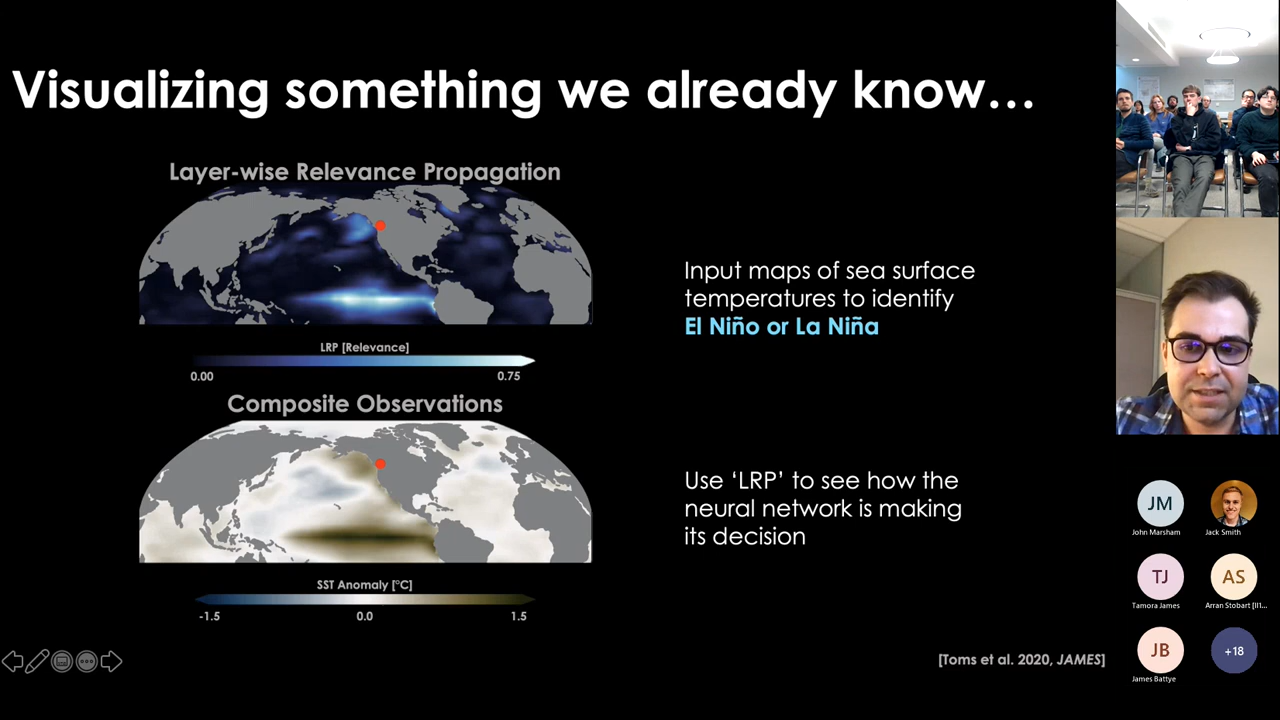 Visualizing something we already know…
Layer-wise Relevance Propagation
LRP [Relevance]
0.00
0.75
Composite Observations
SST Anomaly [°C]
-1.5
0.0
1.5
Input maps of sea surface
temperatures to identify
El Niño or La Niña
Use ‘LRP’ to see how the
neural network is making
its decision
[Toms et al. 2020, JAMES]
JM
John Marsham
Jack Smith
TJ
Tamora James
AS
Arran Stobart [ll1...
JB
James Battye
+18